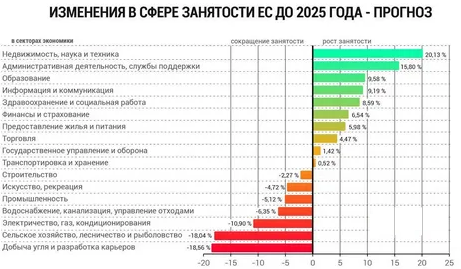 ИЗМЕНЕНИЯ В СФЕРЕ ЗАНЯТОСТИ ЕС ДО 2025 ГОДА - ПРОГНОЗ
в секторах экономики сокращение занятости рост занятости
Недвижимость, наука и техника 20,13 %
Административная деятельность, службы поддержки 15,80 %
Образование 9,58 %
Информация и коммуникация 9,19 %
Здравоохранение и социальная работа 8,59 %
Финансы и страхование 6,54 %
Предоставление жилья и питания 5,98 %
Торговля 4,47 %
Государственное управление и оборона 1,42 %
Транспортировка и хранение 0,52 %
Строительство -2,27 %
Искусство, рекреация -4,72 %
Промышленность -5,12 %
Водоснабжение, канализация, управление отходами -6,35 %
Электричество, газ, кондиционирования -10,90 %
Сельское хозяйство, лесничество и рыболовство -18,04 %
Добыча угля и разработка карьеров -18,56 %
-20 -15 -10 -5 0 5 10 15 20 25